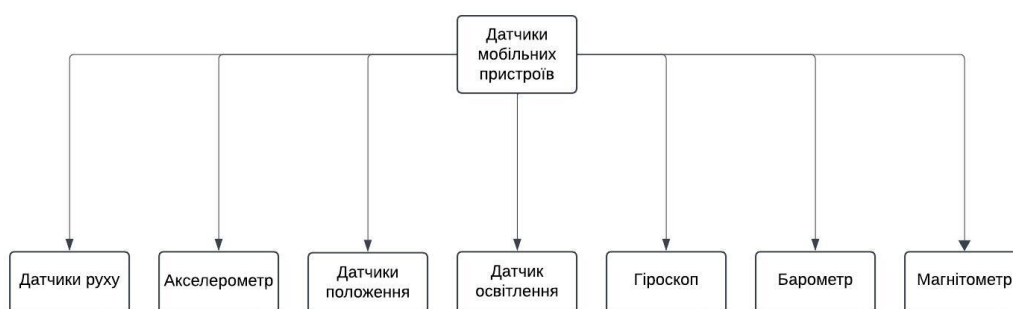 Датчики
мобільних
пристроїв
Датчики руху
Акселерометр
Датчики
положення
Датчик
освітлення
Гіроскоп
Барометр
Магнітометр